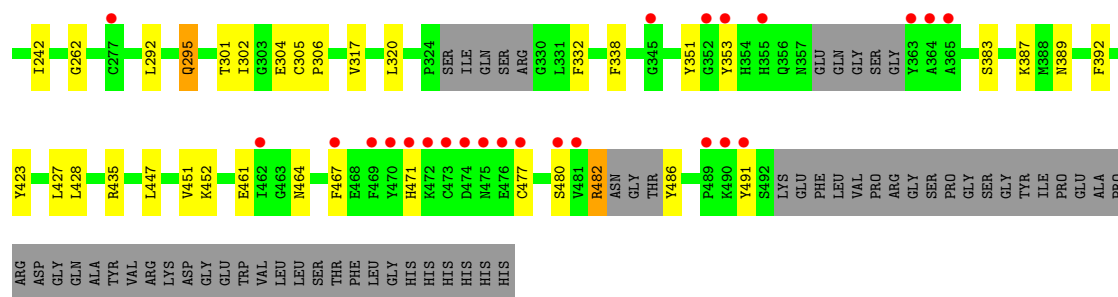 I242 G262 C277 L292 Q295 T301 I302 G303 E304 C305 P306 V317 L320 P324 SER ILE GLN SER ARG G330 L331 F332 F338 G345 Y351 G352 Y353 H354 H355 Q356 N357 GLU GLN GLY SER GLY Y363 A364 A365 S383 K387 M388 N389 F392
Y423 L427 L428 R435 L447 V451 K452 E461 I462 G463 N464 F467 E468 F469 Y470 H471 K472 C473 D474 N475 E476 C477 S480 V481 R482 ASN GLY THR Y486 P489 K490 Y491 S492 LYS GLU PHE LEU VAL PRO ARG GLY SER PRO GLY SER GLY TYR ILE PRO GLU ALA PRO
ARG ASP GLY GLN ALA TYR VAL ARG LYS ASP GLY GLU TRP VAL LEU LEU SER THR PHE LEU GLY HIS HIS HIS HIS HIS HIS